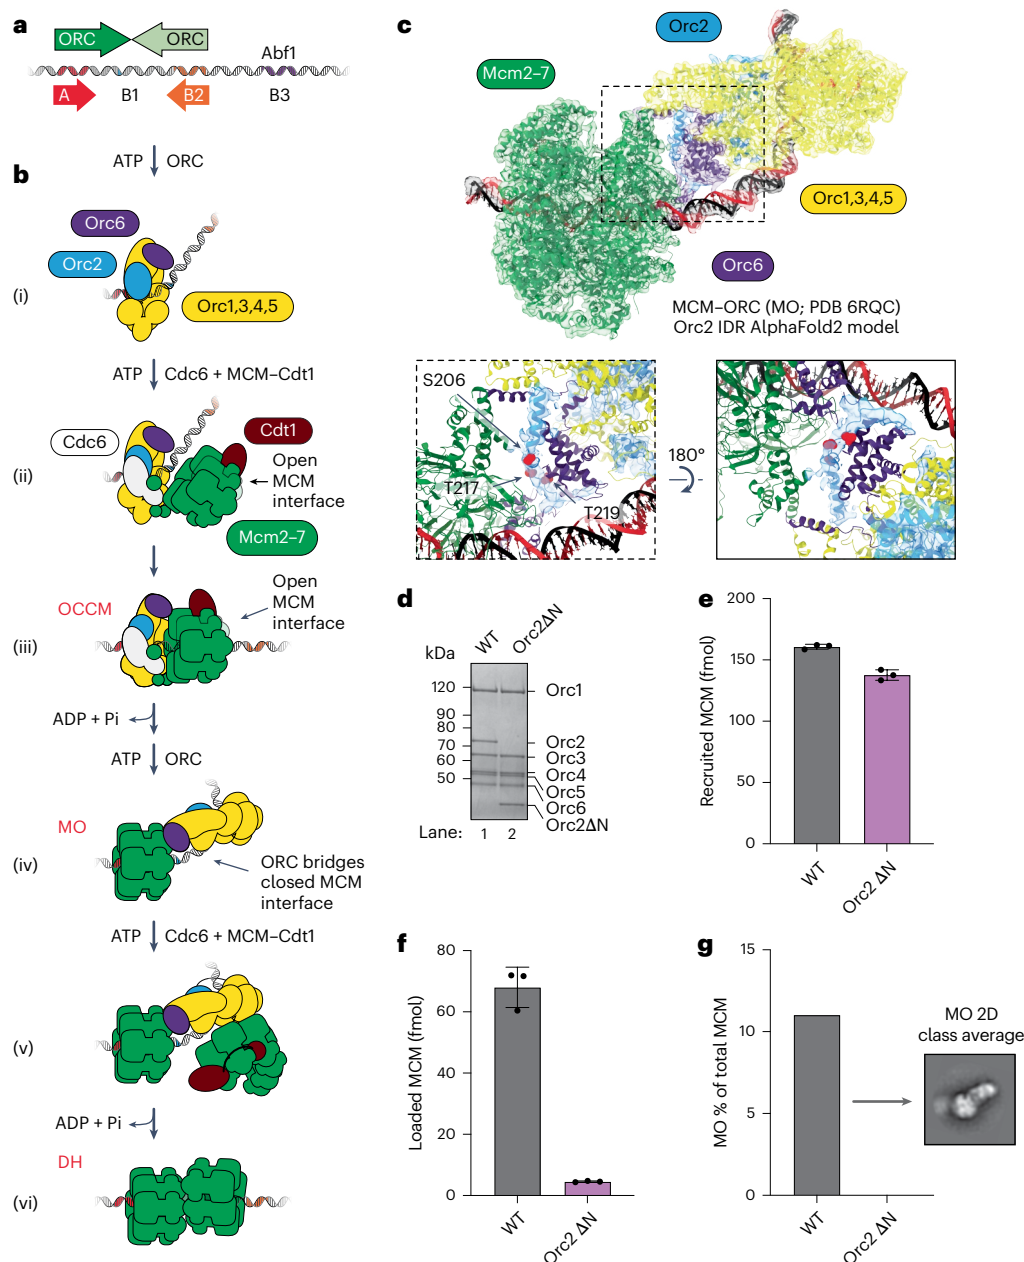 a
ORC
ORC
Abf1
A
B1
B2
B3
ATP
ORC
b
Orc6
Orc2
(i)
Orc1,3,4,5
ATP
Cdc6 + MCM–Cdt1
Cdc6
Cdt1
(ii)
Open
MCM
interface
Mcm2–7
OCCM
Open
MCM
interface
(iii)
ADP + Pi
ATP
ORC
MO
(iv)
ORC bridges
closed MCM
interface
ATP
Cdc6 + MCM–Cdt1
(v)
ADP + Pi
DH
(vi)
c
Orc2
Mcm2–7
Orc1,3,4,5
Orc6
MCM–ORC (MO; PDB 6RQC)
Orc2 IDR AlphaFold2 model
S206
T217
T219
180°
d
WT
Orc2ΔN
kDa
120
90
80
70
60
50
Orc1
Orc2
Orc3
Orc4
Orc5
Orc6
Orc2ΔN
Lane:
1
2
e
Recruited MCM (fmol)
200
150
100
50
0
WT
Orc2 ΔN
f
Loaded MCM (fmol)
80
60
40
20
0
WT
Orc2 ΔN
g
MO % of total MCM
15
10
5
0
WT
Orc2 ΔN
MO 2D
class average